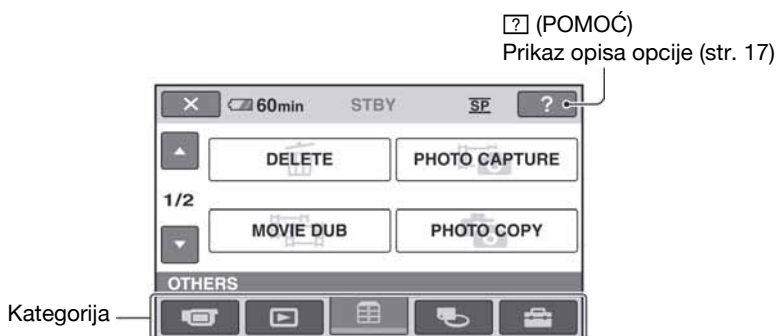 ? (POMOĆ)
Prikaz opisa opcije (str. 17)
60min STBY SP ?
DELETE PHOTO CAPTURE
1/2
MOVIE DUB PHOTO COPY
OTHERS
Kategorija